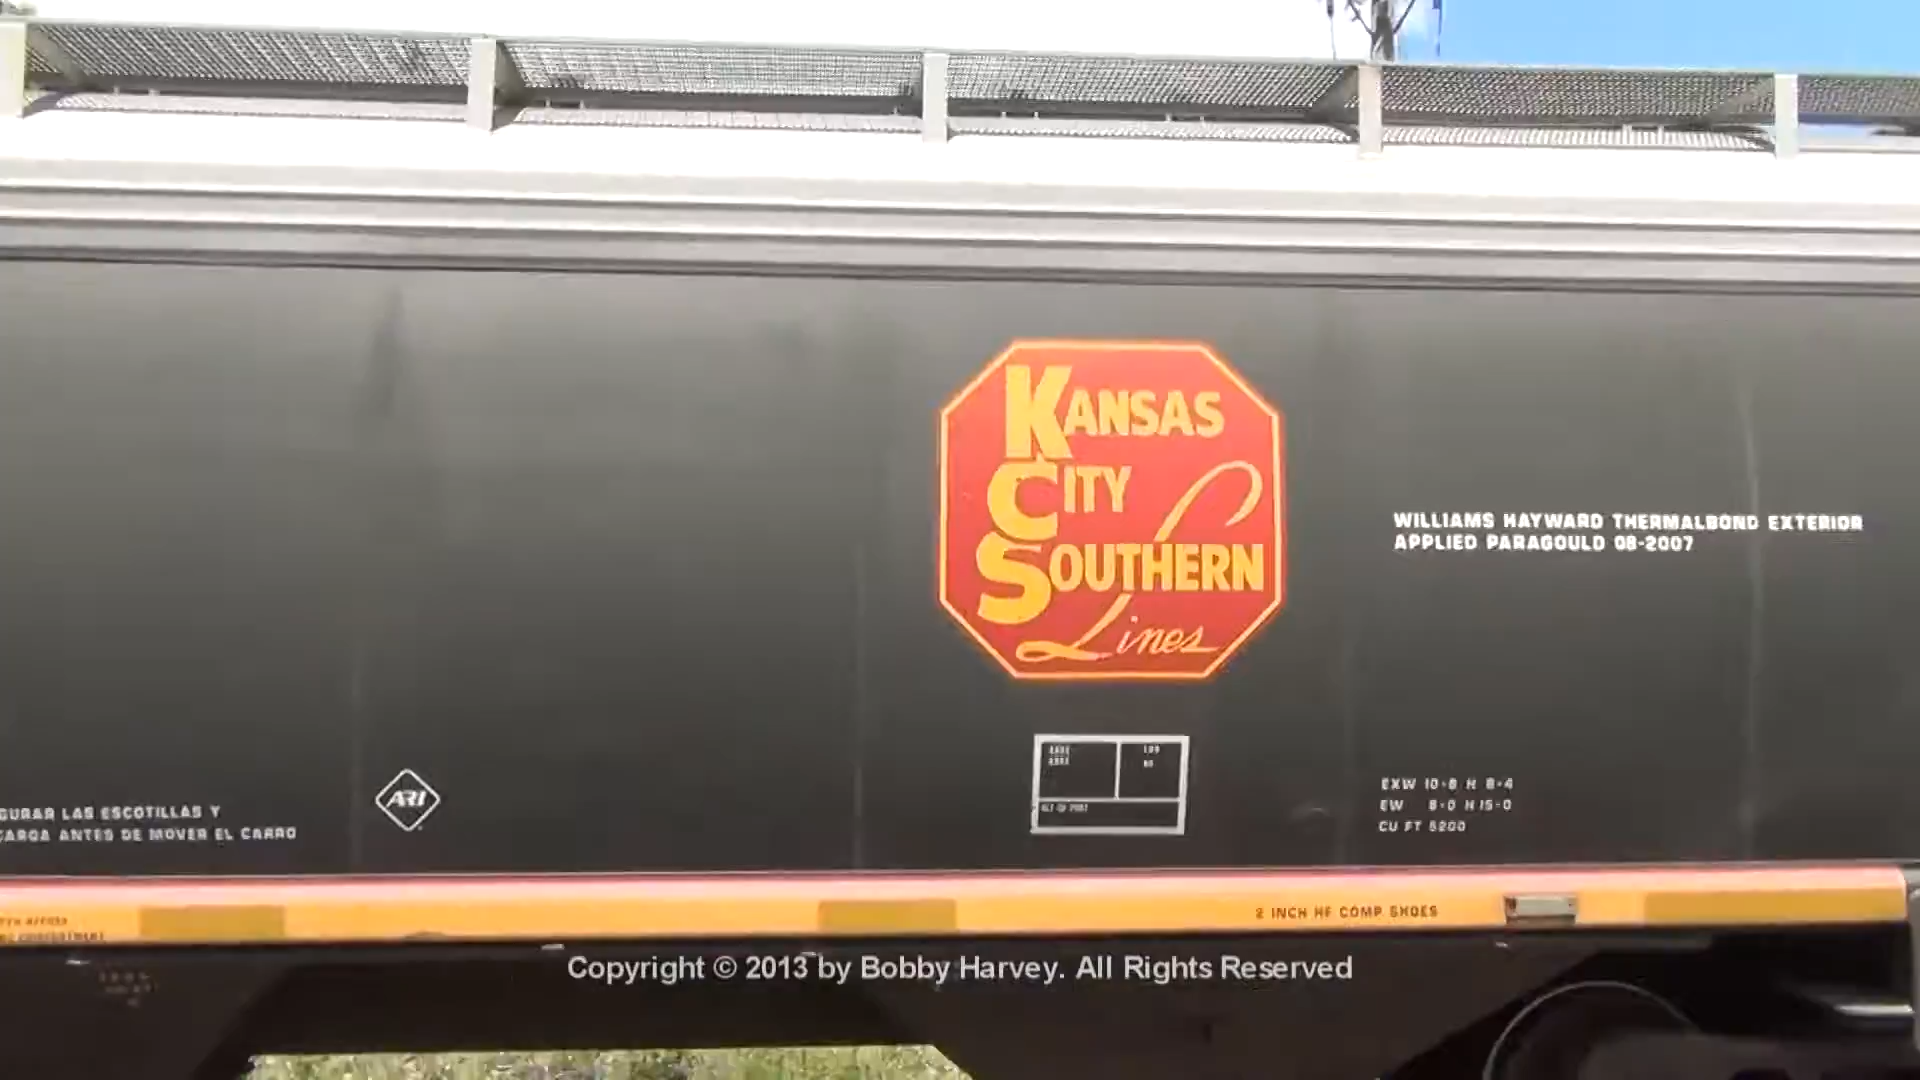 KANSAS
CITY
SOUTHERN
Lines
WILLIAMS HAYWARD THERMALBOND EXTERIOR
APPLIED PARAGOULD 08-2007
GURAR LAS ESCOTILLAS Y
CARGA ANTES DE MOVER EL CARRO
ARI
EXW 10-8 H 8-4
EW 8-0 H 15-0
CU FT 5200
2 INCH HF COMP SHOES
Copyright © 2013 by Bobby Harvey. All Rights Reserved